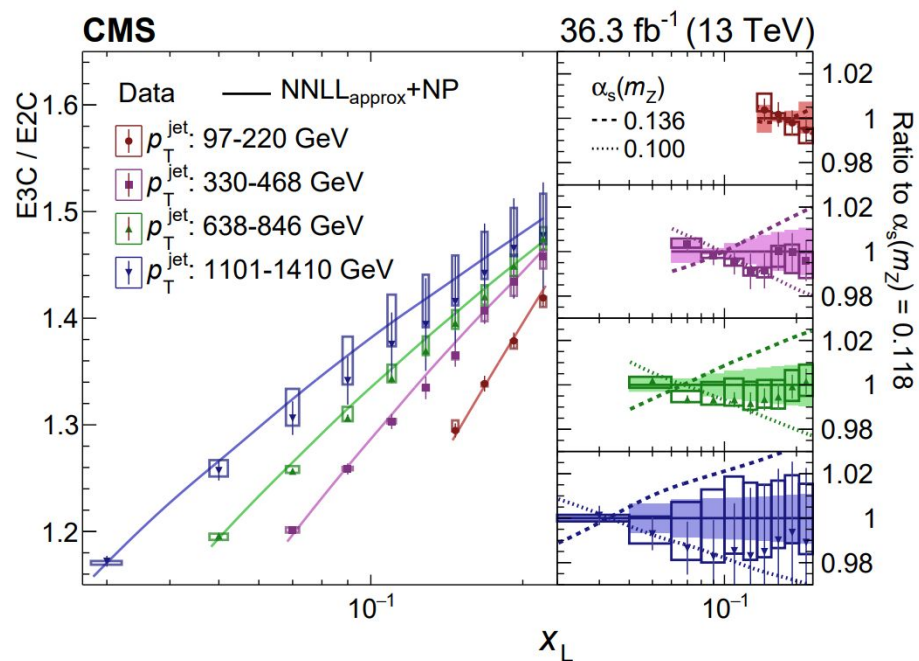 CMS
36.3 fb⁻¹ (13 TeV)
E3C / E2C
1.6
1.5
1.4
1.3
1.2
Data
NNLL_approx+NP
p_T^jet: 97-220 GeV
p_T^jet: 330-468 GeV
p_T^jet: 638-846 GeV
p_T^jet: 1101-1410 GeV
10⁻¹
α_s(m_Z)
0.136
0.100
1.02
1
0.98
1.02
1
0.98
1.02
1
0.98
1.02
1
0.98
10⁻¹
Ratio to α_s(m_Z) = 0.118
x_L